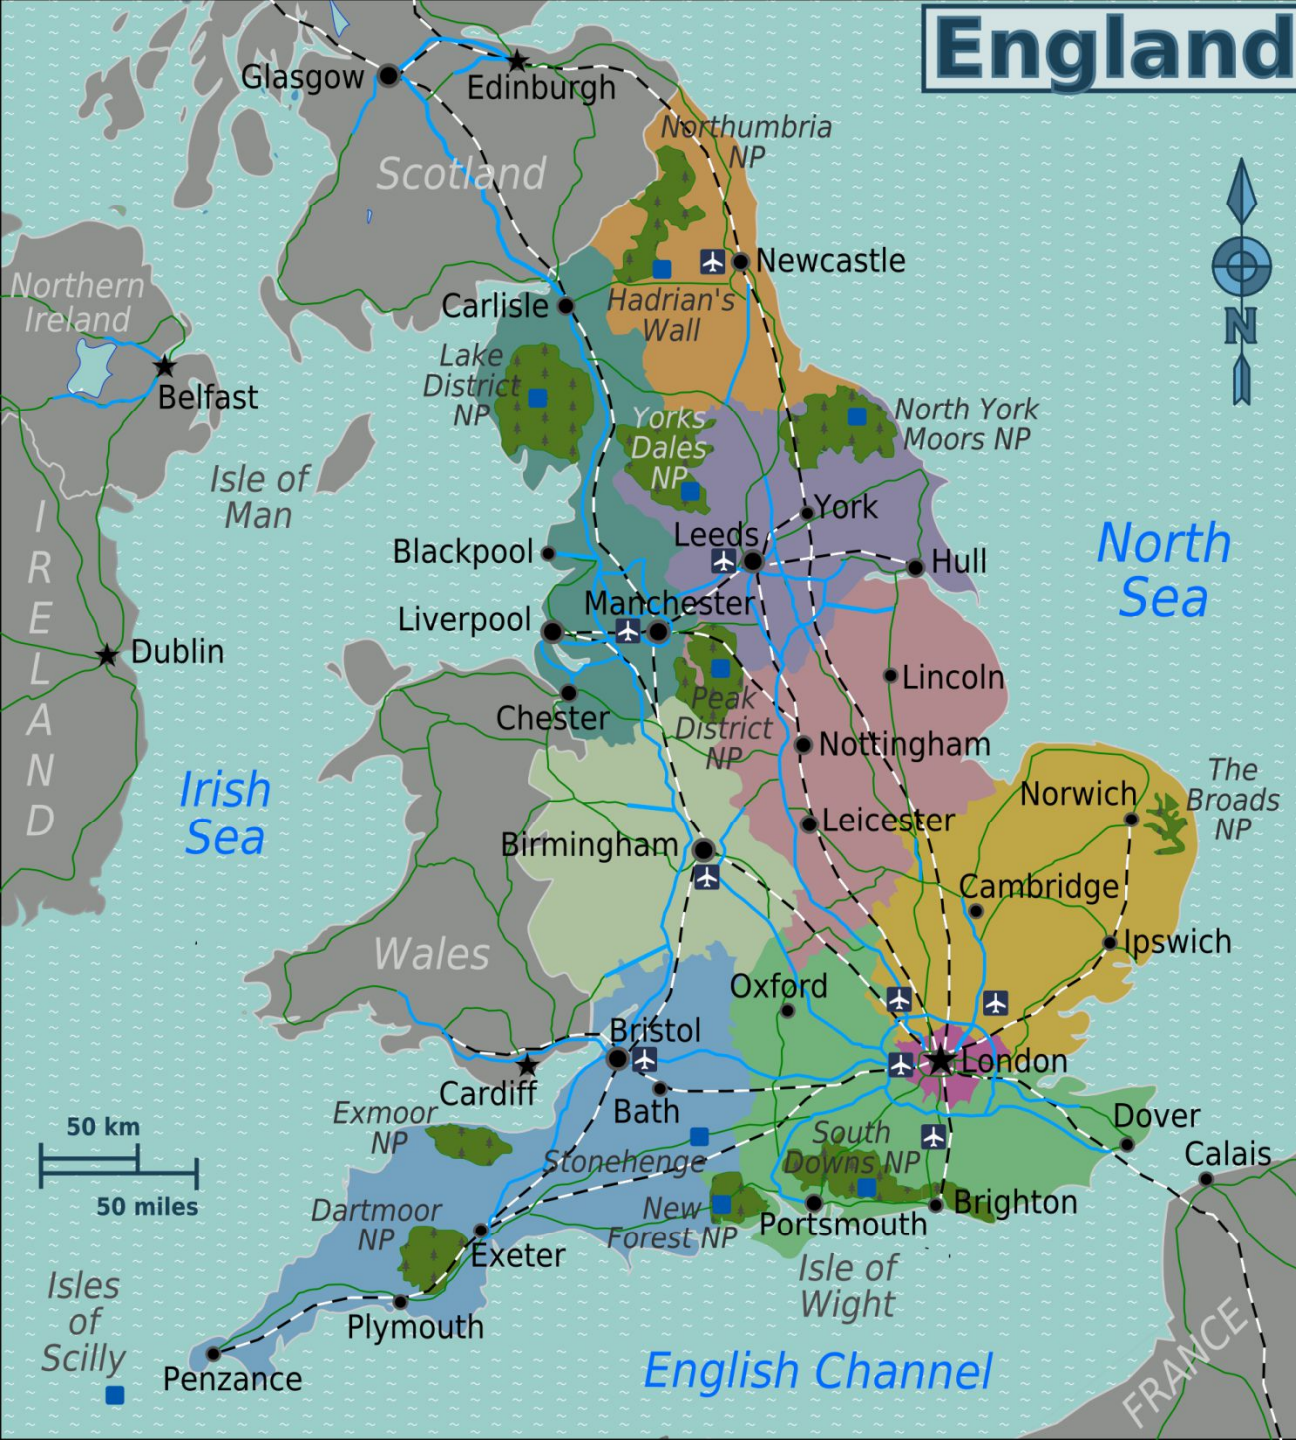 England
Glasgow
Edinburgh
Northumbria
NP
Scotland
Newcastle
Northern
Ireland
Carlisle
Hadrian's
Wall
N
Lake
District
NP
Belfast
Yorks
Dales
NP
North York
Moors NP
Isle of
Man
York
Leeds
North
Sea
Blackpool
Hull
IRELAND
Manchester
Liverpool
Dublin
Lincoln
Peak
District
NP
Chester
Nottingham
Irish
Sea
The
Broads
NP
Norwich
Leicester
Birmingham
Cambridge
Ipswich
Wales
Oxford
Bristol
London
Cardiff
Bath
Dover
Exmoor
NP
50 km
50 miles
South
Downs NP
Stonehenge
Calais
Dartmoor
NP
New
Forest NP
Portsmouth
Brighton
Exeter
Isle of
Wight
Isles
of
Scilly
Plymouth
Penzance
English Channel
FRANCE